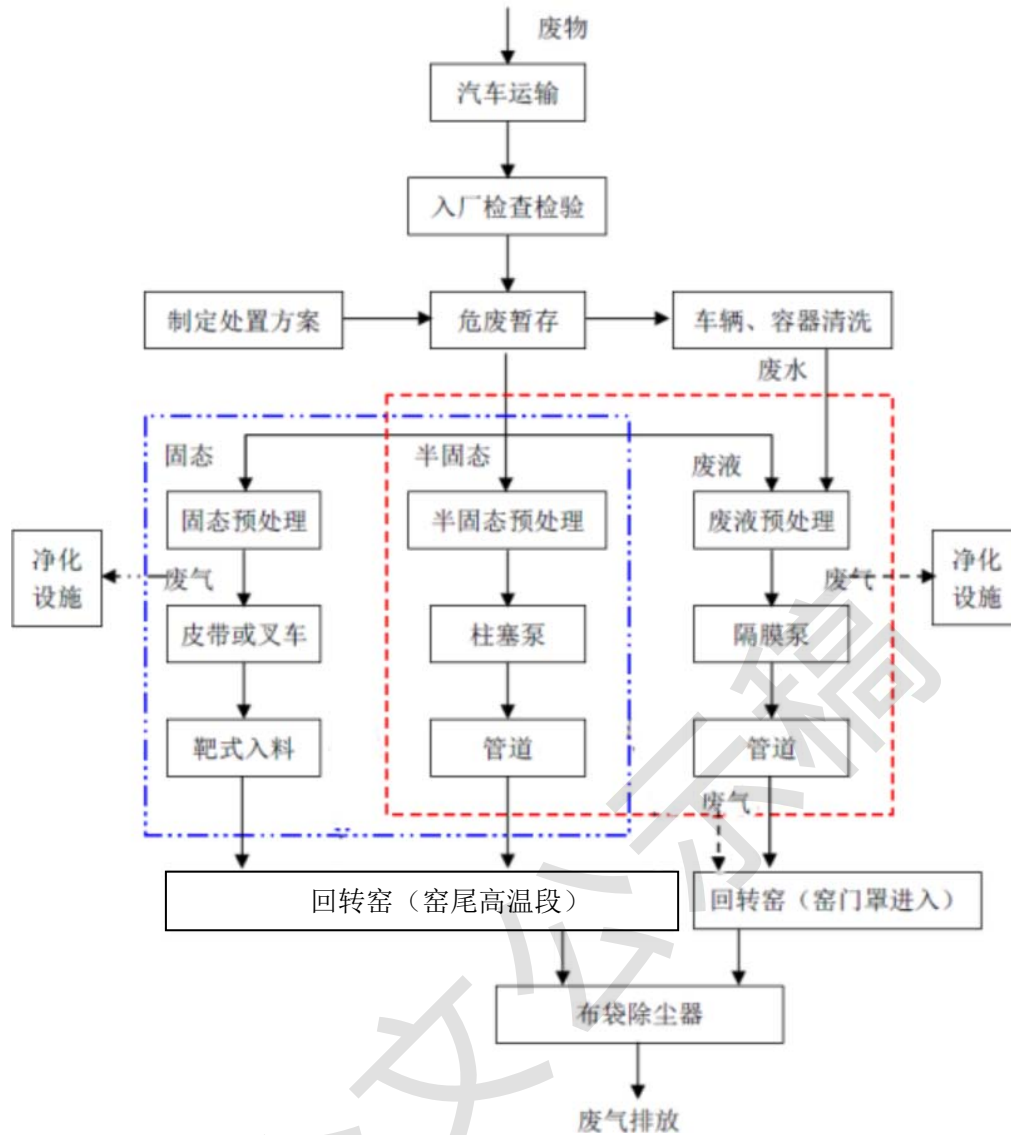 废物
汽车运输
入厂检查检验
制定处置方案
危废暂存
车辆、容器清洗
废水
固态
半固态
废液
固态预处理
半固态预处理
废液预处理
净化
设施
废气
废气
净化
设施
皮带或叉车
柱塞泵
隔膜泵
靶式入料
管道
管道
废气
回转窑（窑尾高温段）
回转窑（窑门罩进入）
布袋除尘器
废气排放
文公示稿